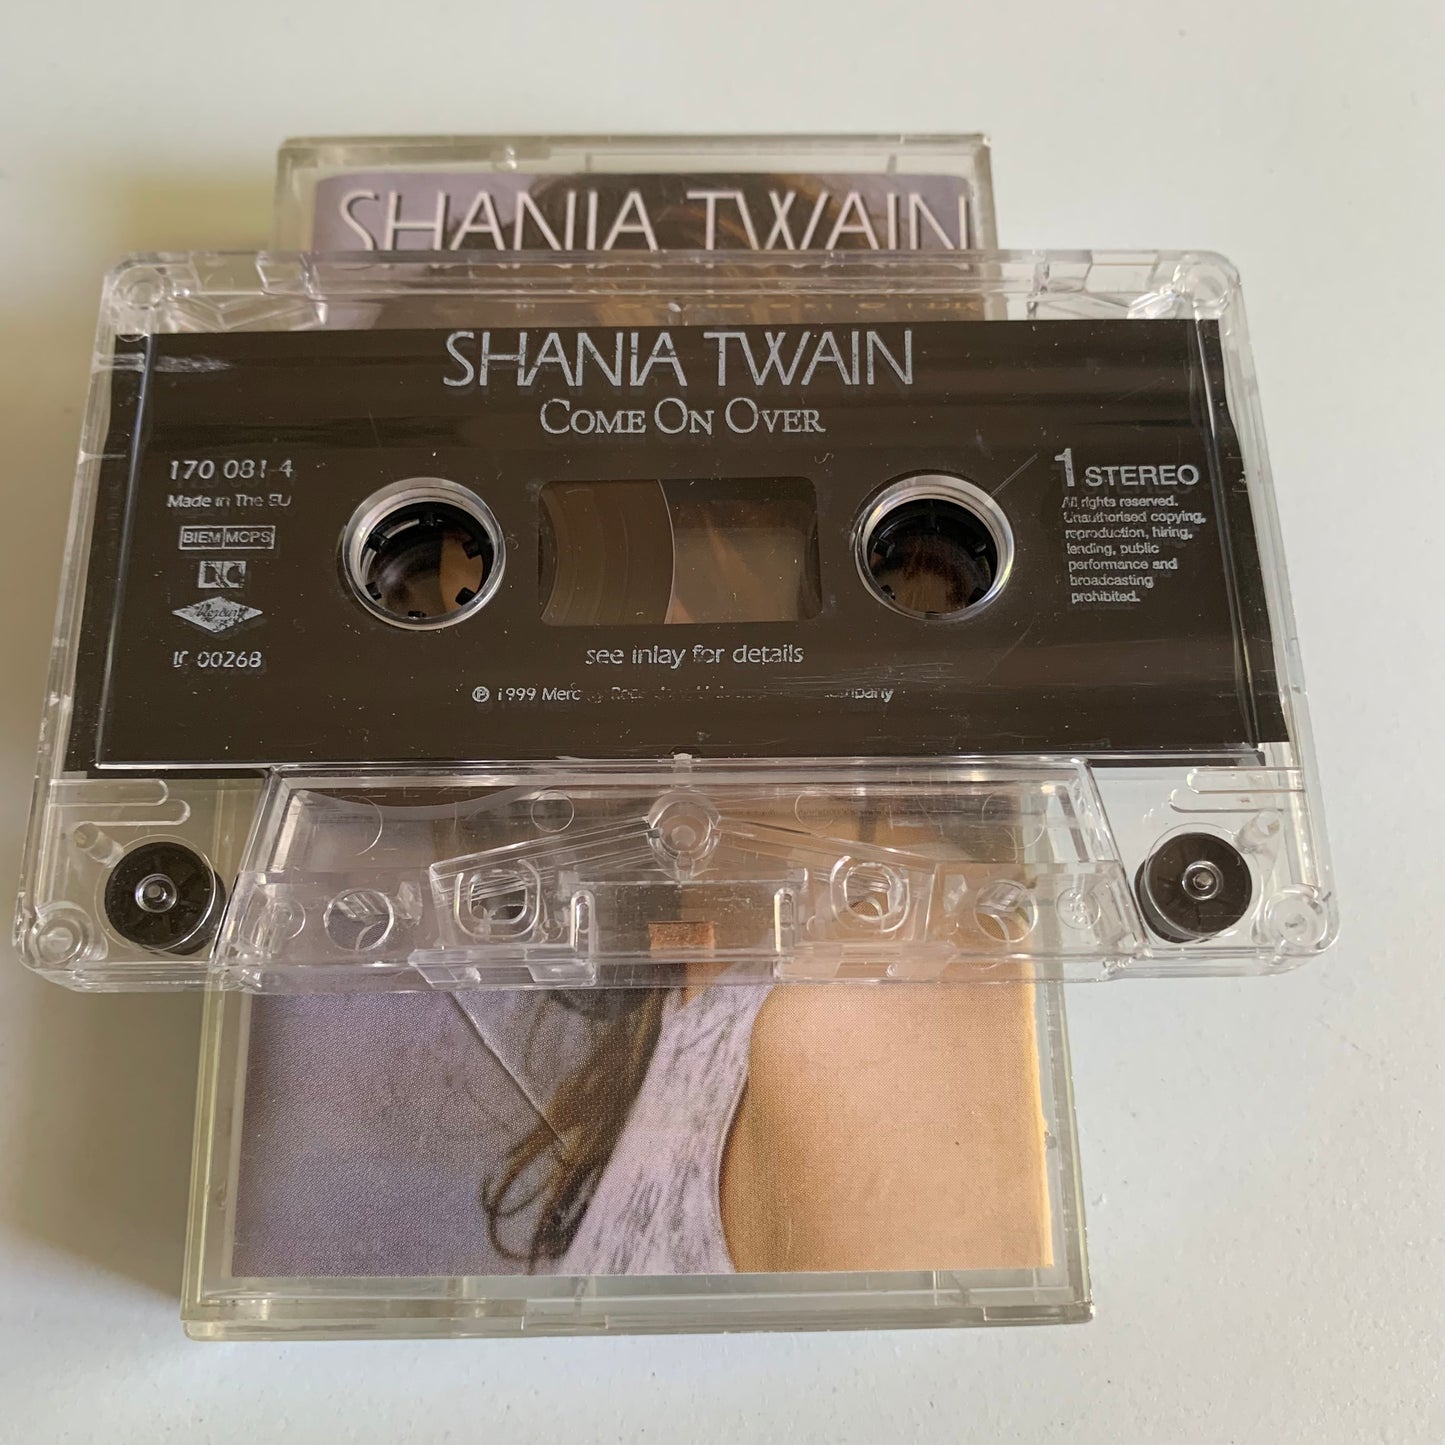 SHANIA TWAIN
SHANIA TWAIN
COME ON OVER
170 081-4
Made in The EU
BIEM MCPS
LC
Mercury
LC 00268
1 STEREO
All rights reserved.
Unauthorised copying,
reproduction, hiring,
lending, public
performance and
broadcasting
prohibited.
see inlay for details
℗ 1999